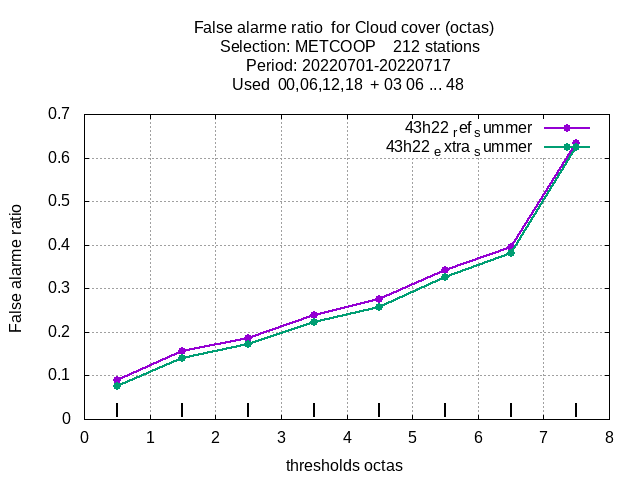 False alarme ratio  for Cloud cover (octas)
Selection: METCOOP    212 stations
Period: 20220701-20220717
Used  00,06,12,18  + 03 06 ... 48
43h22 ref summer
43h22 extra summer
0.7
0.6
0.5
0.4
0.3
0.2
0.1
0
False alarme ratio
0 1 2 3 4 5 6 7 8
thresholds octas